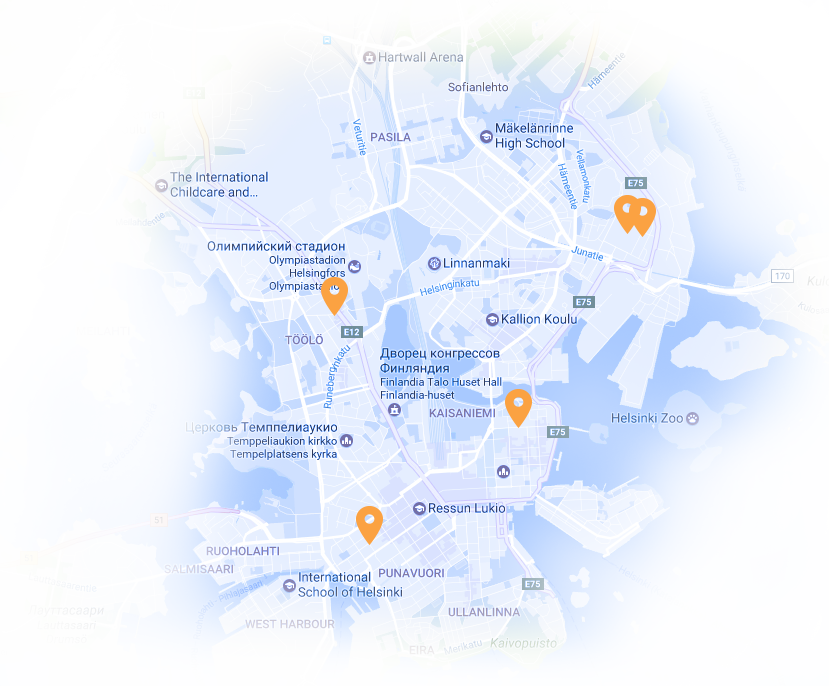 Hartwall Arena
Hämeentie
Sofianlehto
Veturitie
PASILA
Mäkelänrinne
High School
Vellamonkatu
Hämeentie
E75
The International
Childcare and...
Олимпийский стадион
Olympiastadion
Helsingfors
Linnanmaki
Junatie
170
Helsinginkatu
E75
Kallion Koulu
E12
TÖÖLÖ
Runeberginkatu
Дворец конгрессов
Финляндия
Finlandia Talo Huset Hall
Finlandia-huset
KAISANIEMI
Helsinki Zoo
E75
Церковь Темппелиаукио
Temppeliaukion kirkko
Tempelplatsens kyrka
Ressun Lukio
51
RUOHOLAHTI
SALMISAARI
PUNAVUORI
International
School of Helsinki
E75
ULLANLINNA
WEST HARBOUR
EIRA
Merikatu
Kaivopuisto